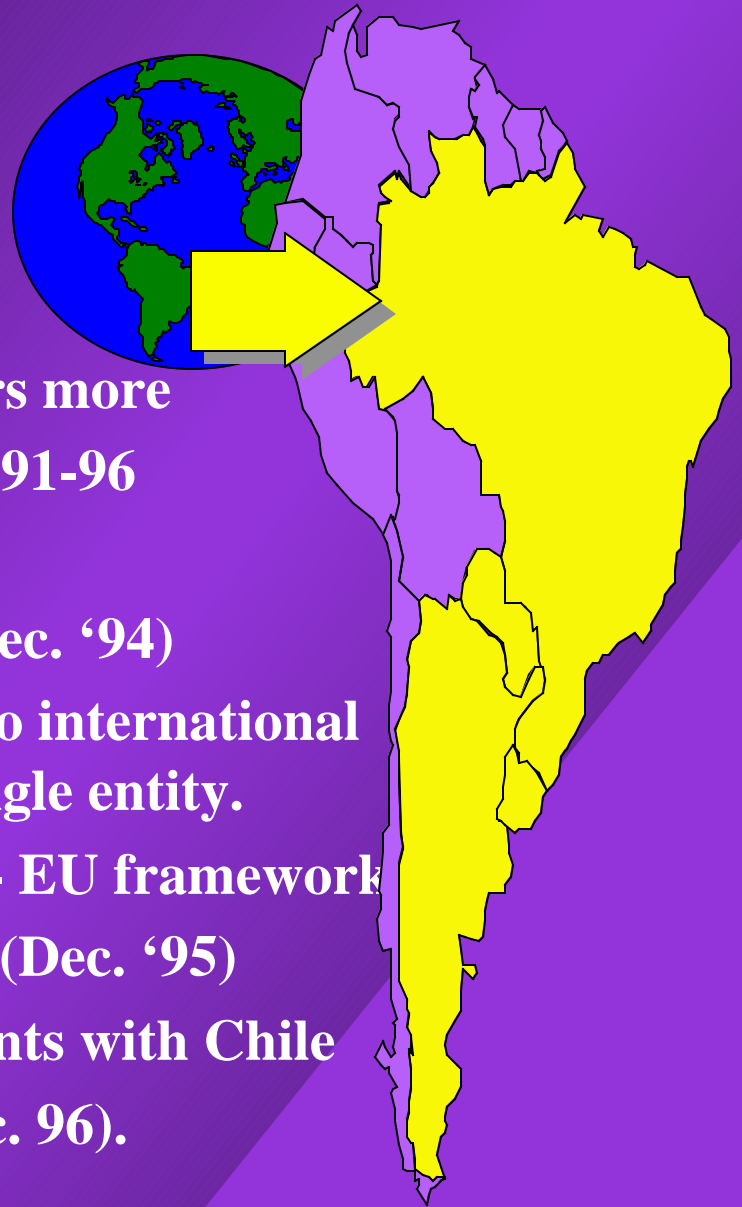 rs more
91-96
ec. ‘94)
o international
gle entity.
- EU framework
(Dec. ‘95)
nts with Chile
c. 96).